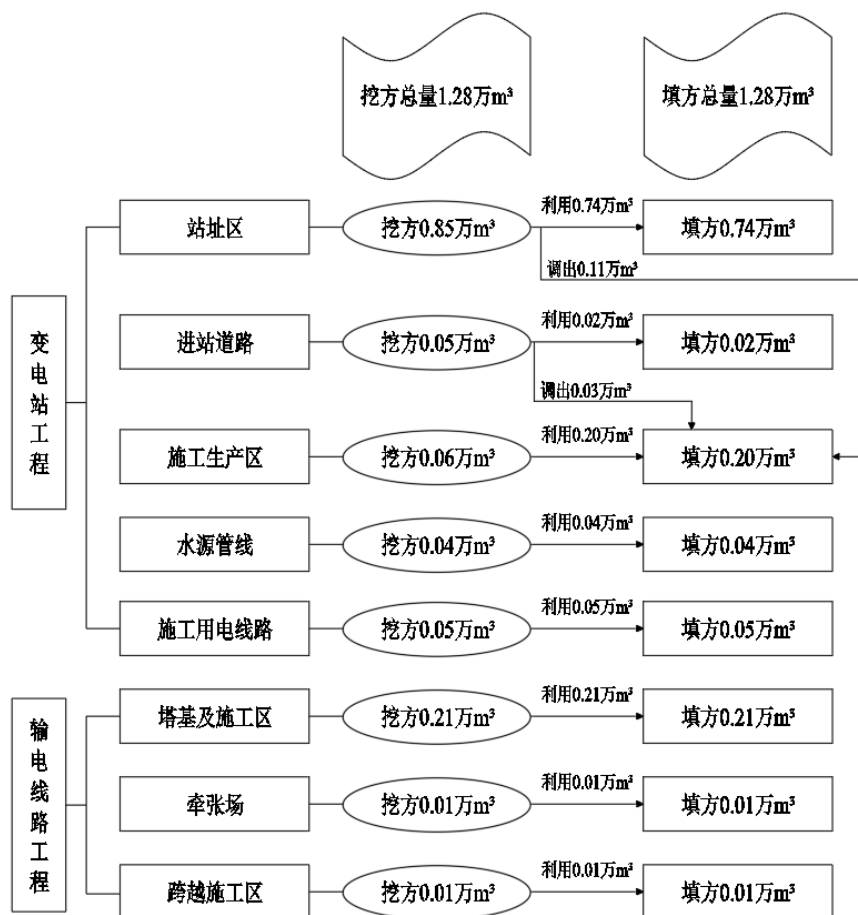 挖方总量1.28万m³
填方总量1.28万m³
变电站工程
站址区
挖方0.85万m³
利用0.74万m³
填方0.74万m³
调出0.11万m³
进站道路
挖方0.05万m³
利用0.02万m³
填方0.02万m³
调出0.03万m³
施工生产区
挖方0.06万m³
利用0.20万m³
填方0.20万m³
水源管线
挖方0.04万m³
利用0.04万m³
填方0.04万m³
施工用电线路
挖方0.05万m³
利用0.05万m³
填方0.05万m³
输电线路工程
塔基及施工区
挖方0.21万m³
利用0.21万m³
填方0.21万m³
牵张场
挖方0.01万m³
利用0.01万m³
填方0.01万m³
跨越施工区
挖方0.01万m³
利用0.01万m³
填方0.01万m³